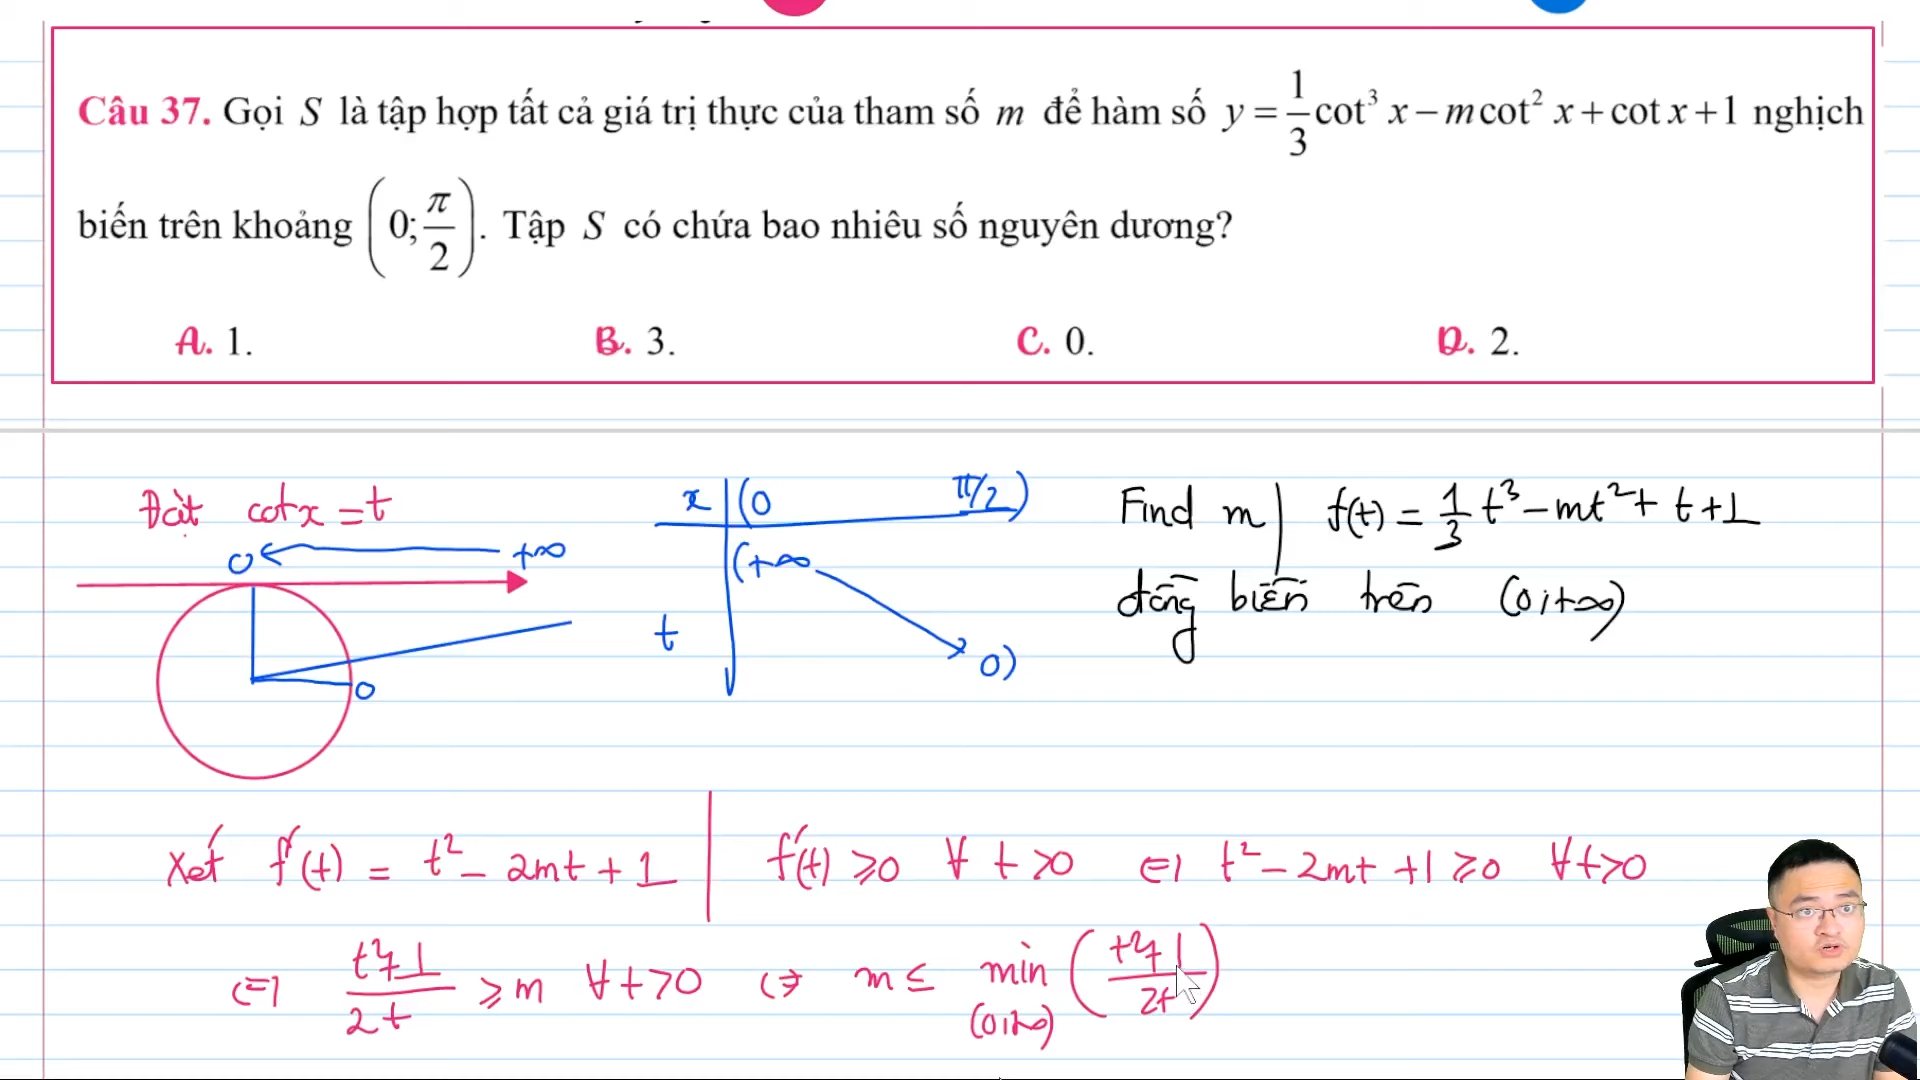 Câu 37. Gọi S là tập hợp tất cả giá trị thực của tham số m để hàm số y = 1/3 cot³ x − m cot² x + cot x + 1 nghịch
biến trên khoảng (0; π/2). Tập S có chứa bao nhiêu số nguyên dương?
A. 1. B. 3. C. 0. D. 2.
Đặt cotx = t
0 +∞
0
x (0 π/2)
t (+∞ 0)
Find m | f(t) = 1/3 t³ − mt² + t + 1
đồng biến trên (0;+∞)
Xét f'(t) = t² − 2mt + 1 | f'(t) ⩾ 0 ∀ t > 0 ⇔ t² − 2mt + 1 ⩾ 0 ∀ t > 0
⇔ (t² + 1)/(2t) ⩾ m ∀ t > 0 ⇔ m ≤ min (0;+∞) ((t² + 1)/(2t))